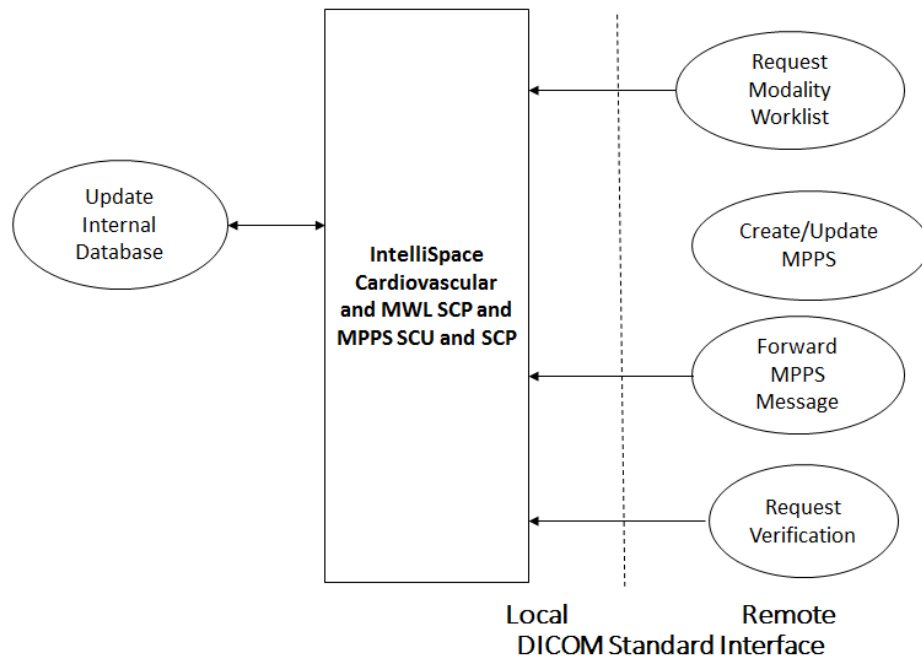 Request
Modality
Worklist
Update
Internal
Database
IntelliSpace
Cardiovascular
and MWL SCP and
MPPS SCU and SCP
Create/Update
MPPS
Forward
MPPS
Message
Request
Verification
Local Remote
DICOM Standard Interface